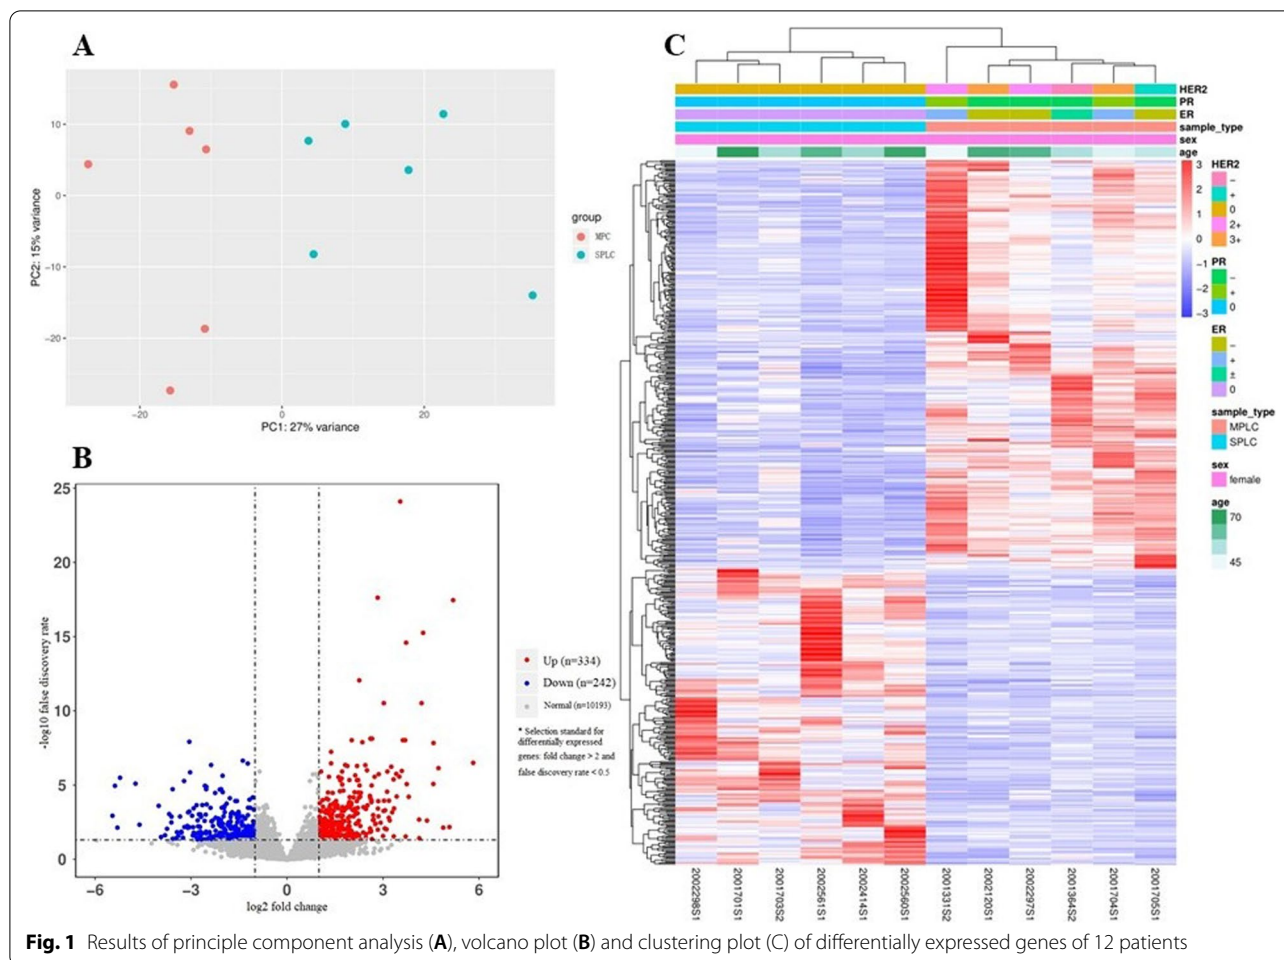 A
10
0
−10
−20
PC2: 15% variance
−20
0
20
PC1: 27% variance
group
MPC
SPLC
B
25
20
15
10
5
0
-log10 false discovery rate
−6
−3
0
3
6
log2 fold change
Up (n=334)
Down (n=242)
Normal (n=10193)
* Selection standard for
differentially expressed
genes: fold change > 2 and
false discovery rate < 0.5
C
HER2
PR
ER
sample_type
sex
age
3
2
1
0
−1
−2
−3
HER2
−
+
0
2+
3+
PR
−
+
0
ER
−
+
±
0
sample_type
MPLC
SPLC
sex
female
age
70
45
2002298S1
2001701S1
2001703S2
2002561S1
2002414S1
2002560S1
2001331S2
2002120S1
2002297S1
2001364S2
2001704S1
2001705S1
Fig. 1 Results of principle component analysis (A), volcano plot (B) and clustering plot (C) of differentially expressed genes of 12 patients